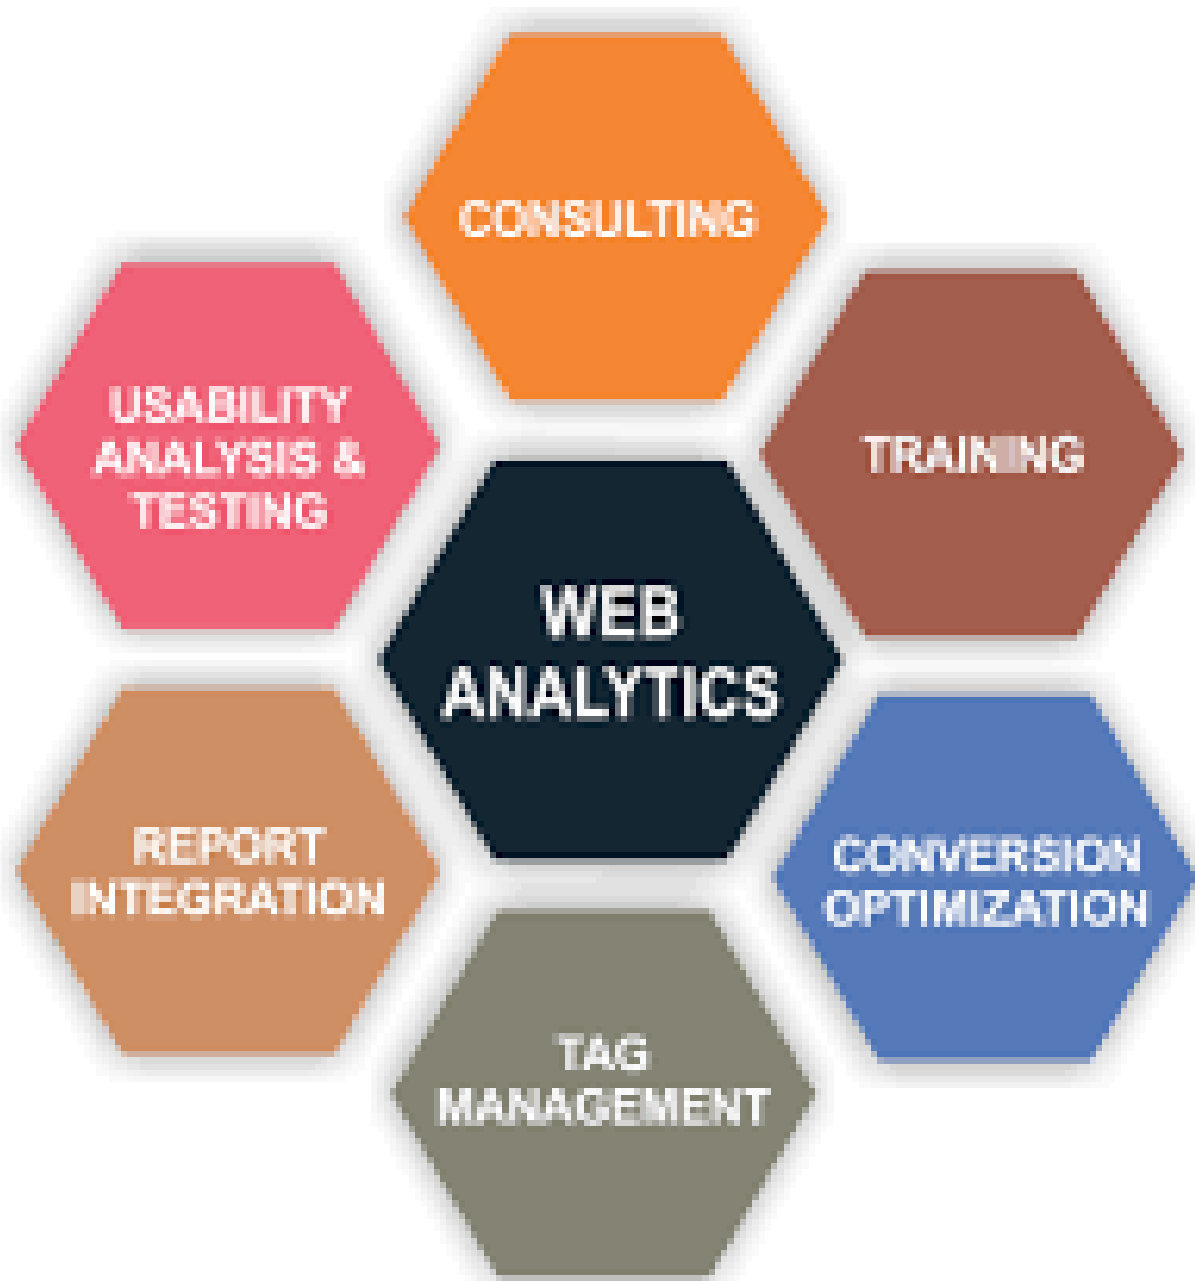 CONSULTING
TRAINING
USABILITY
ANALYSIS &
TESTING
WEB
ANALYTICS
REPORT
INTEGRATION
CONVERSION
OPTIMIZATION
TAG
MANAGEMENT